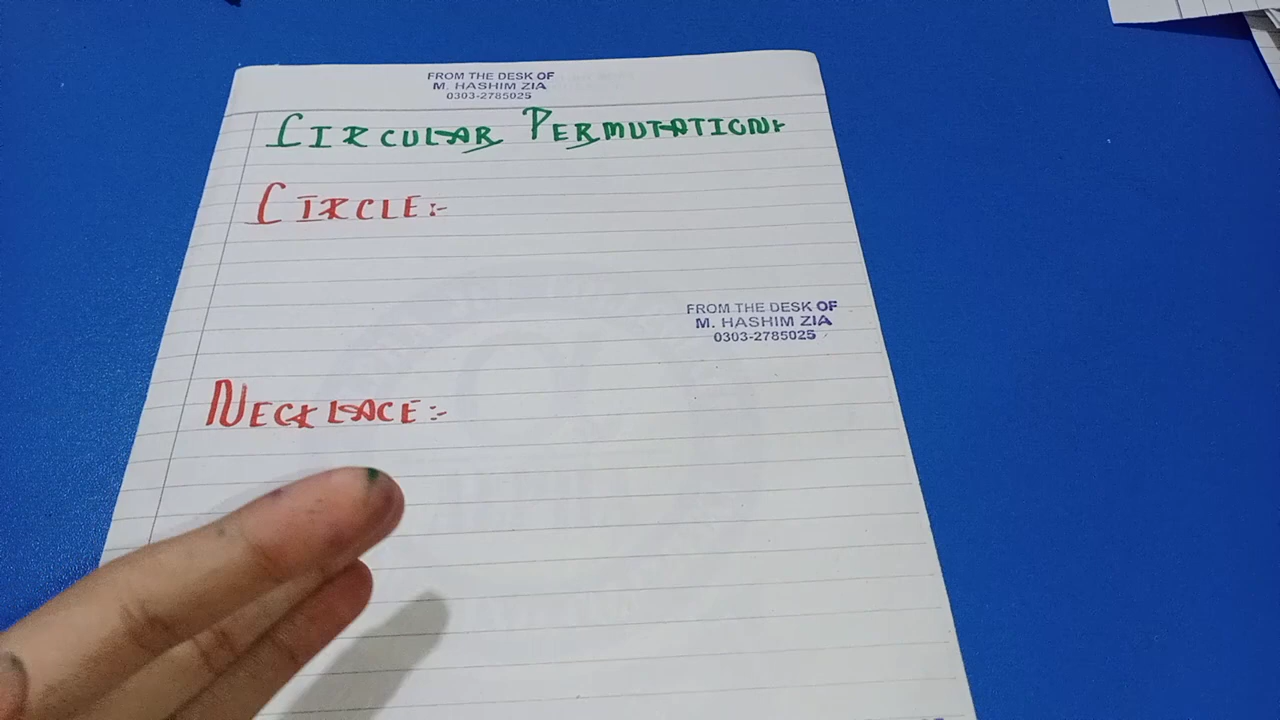 FROM THE DESK OF
M. HASHIM ZIA
0303-2785025
CIRCULAR PERMUTATION:
CIRCLE:-
FROM THE DESK OF
M. HASHIM ZIA
0303-2785025
NECKLACE:-